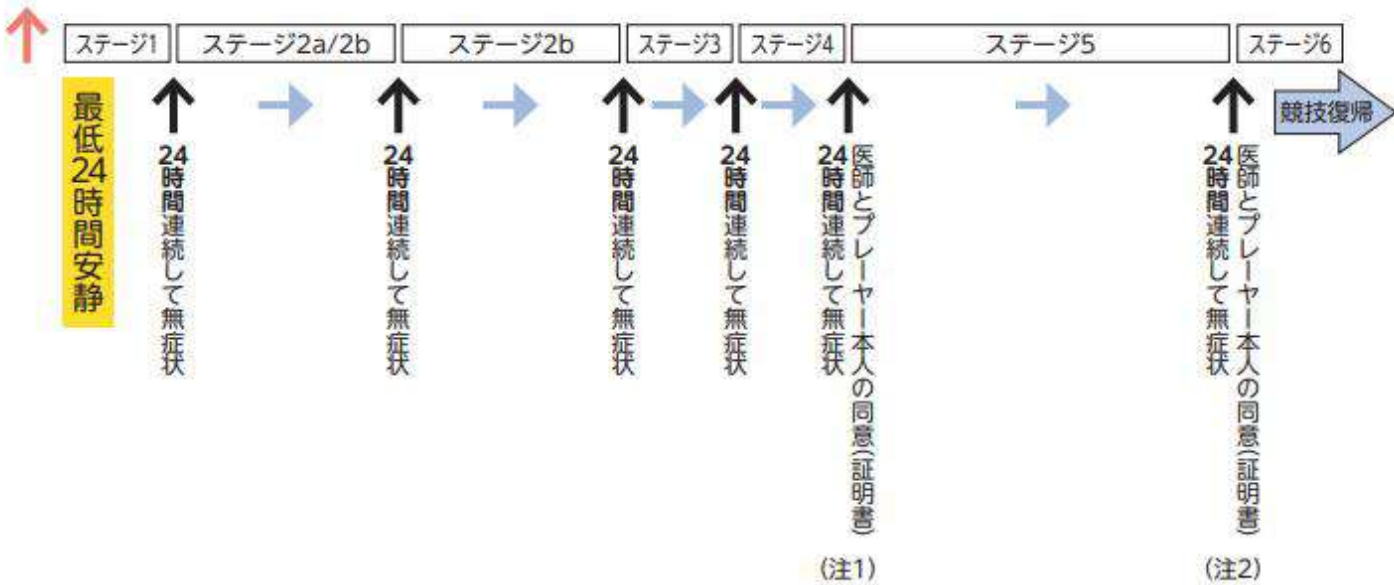 ステージ1
ステージ2a/2b
ステージ2b
ステージ3
ステージ4
ステージ5
ステージ6
最低24時間安静
24時間連続して無症状
24時間連続して無症状
24時間連続して無症状
24時間連続して無症状
24時間連続して無症状
医師とプレーヤー本人の同意(証明書)
(注1)
24時間連続して無症状
医師とプレーヤー本人の同意(証明書)
(注2)
競技復帰